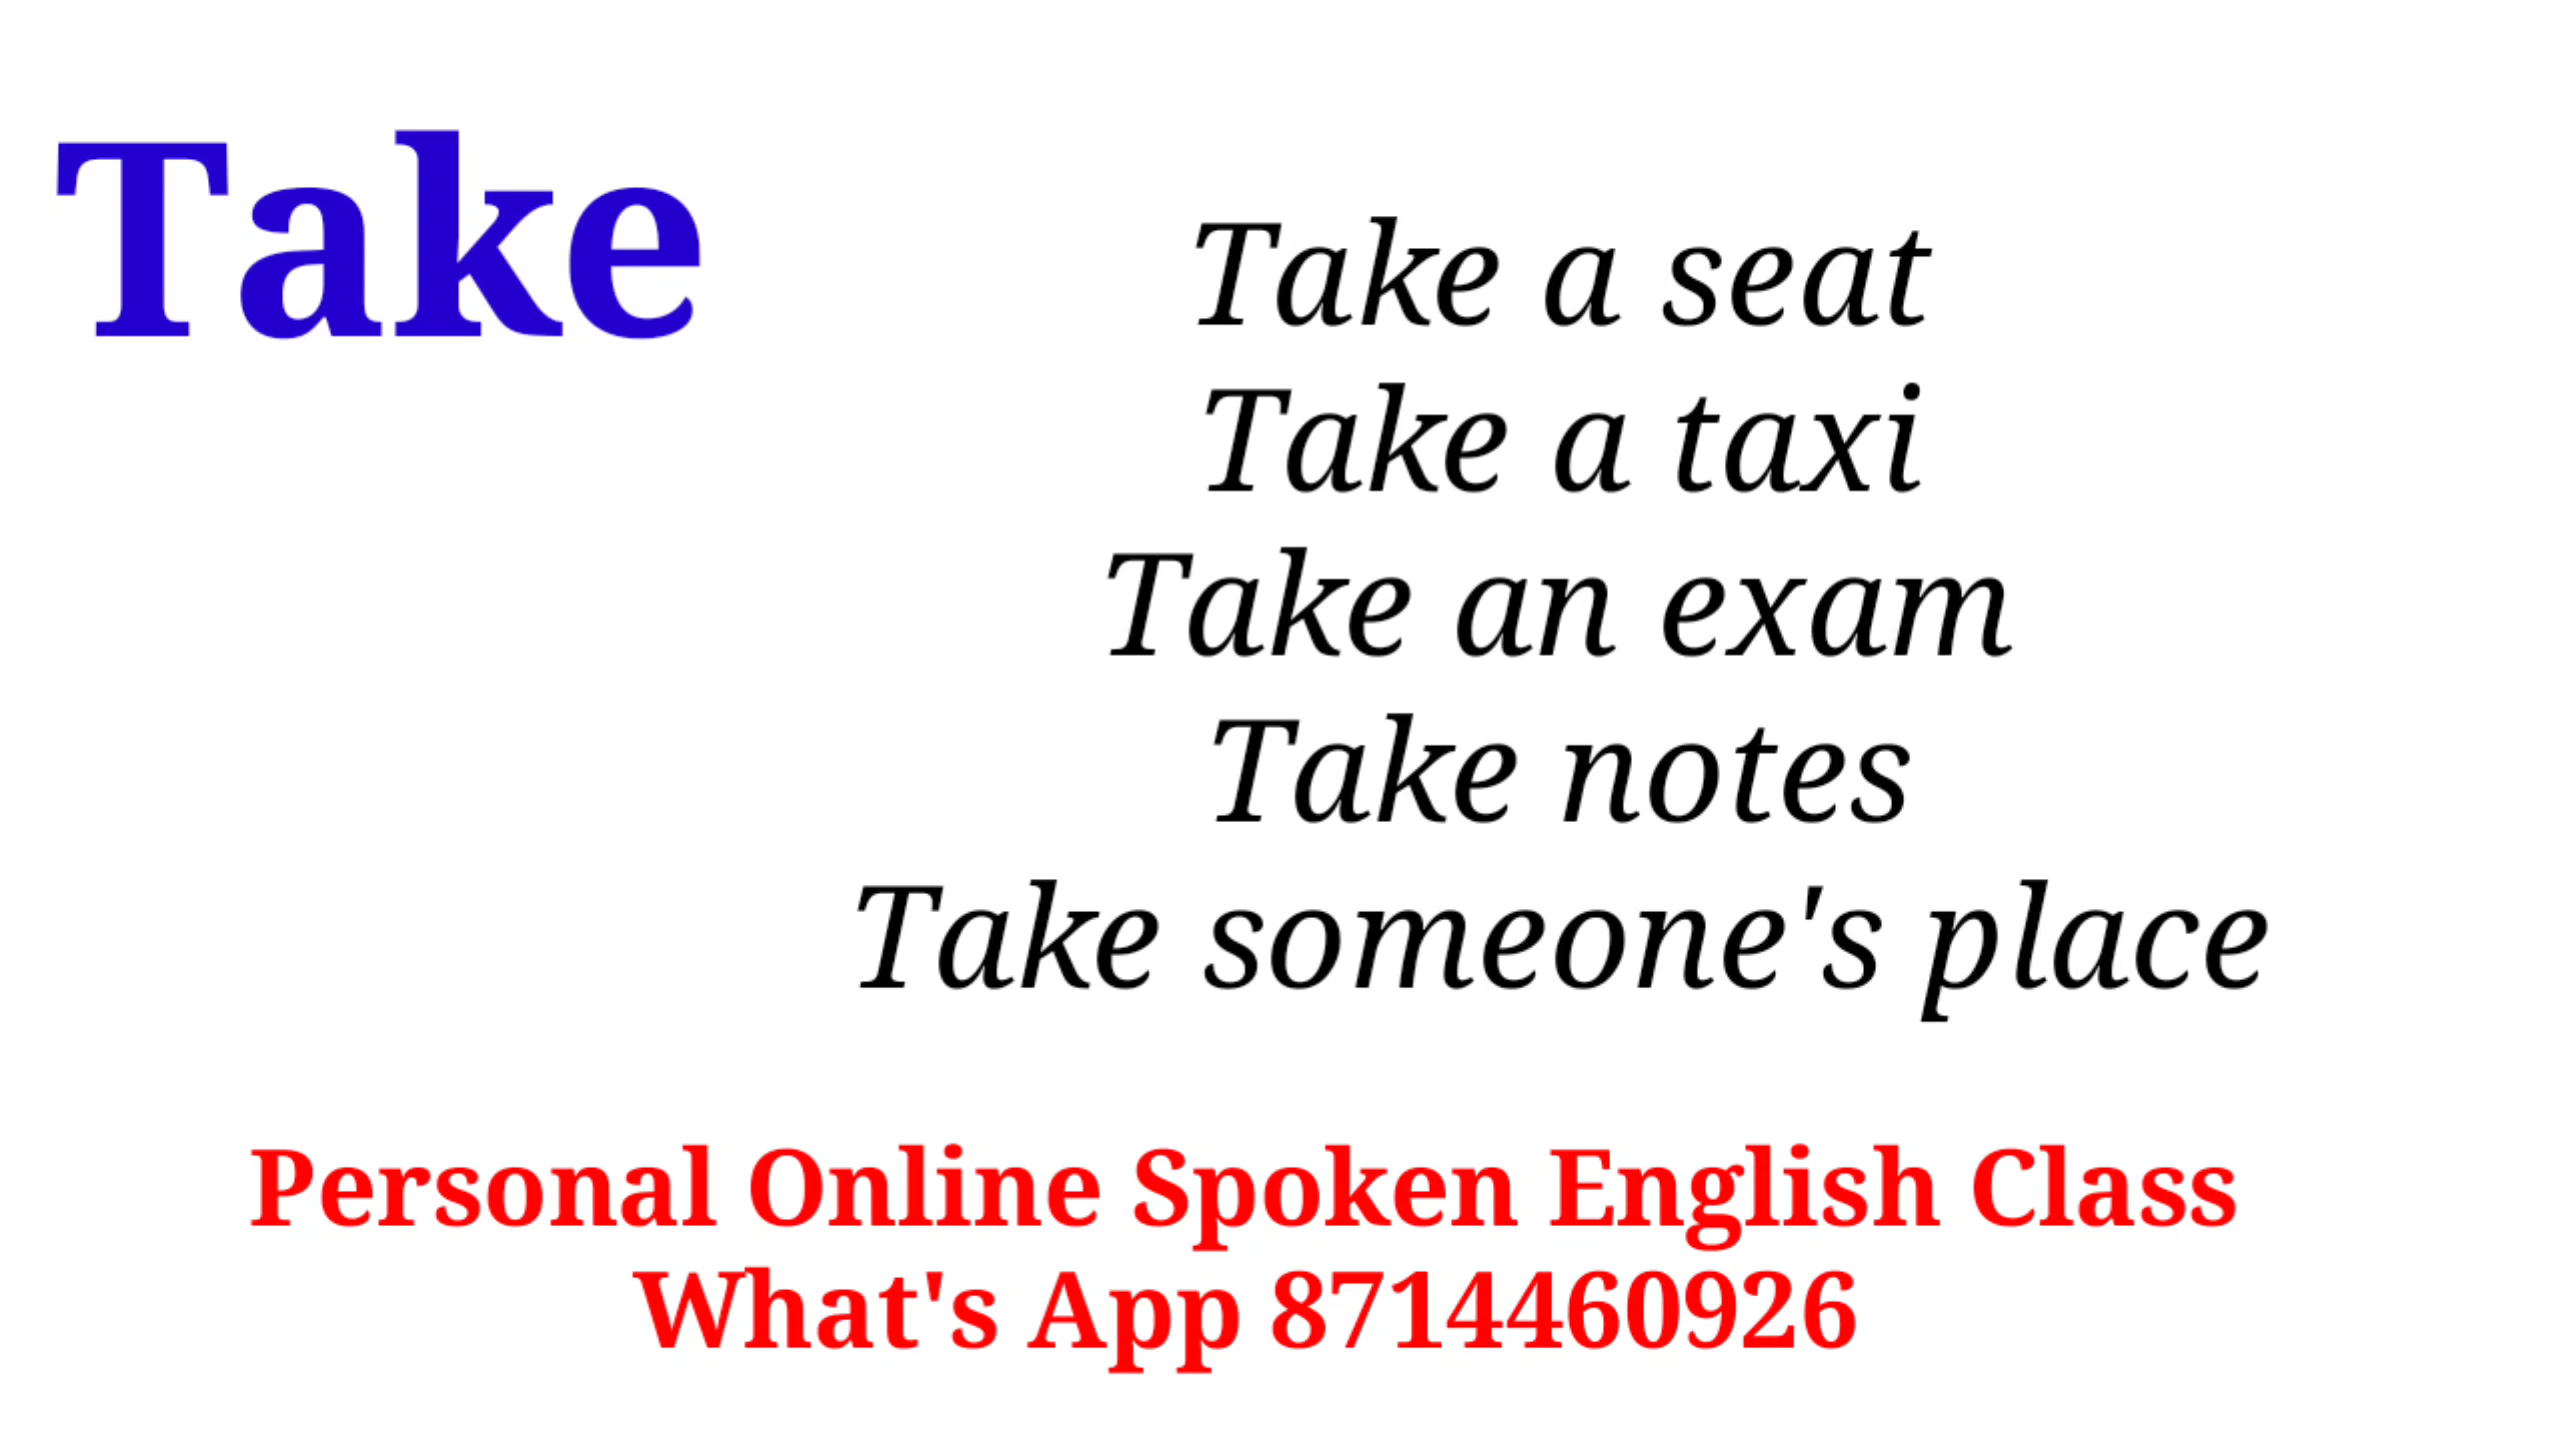 Take
Take a seat
Take a taxi
Take an exam
Take notes
Take someone's place
Personal Online Spoken English Class
What's App 8714460926